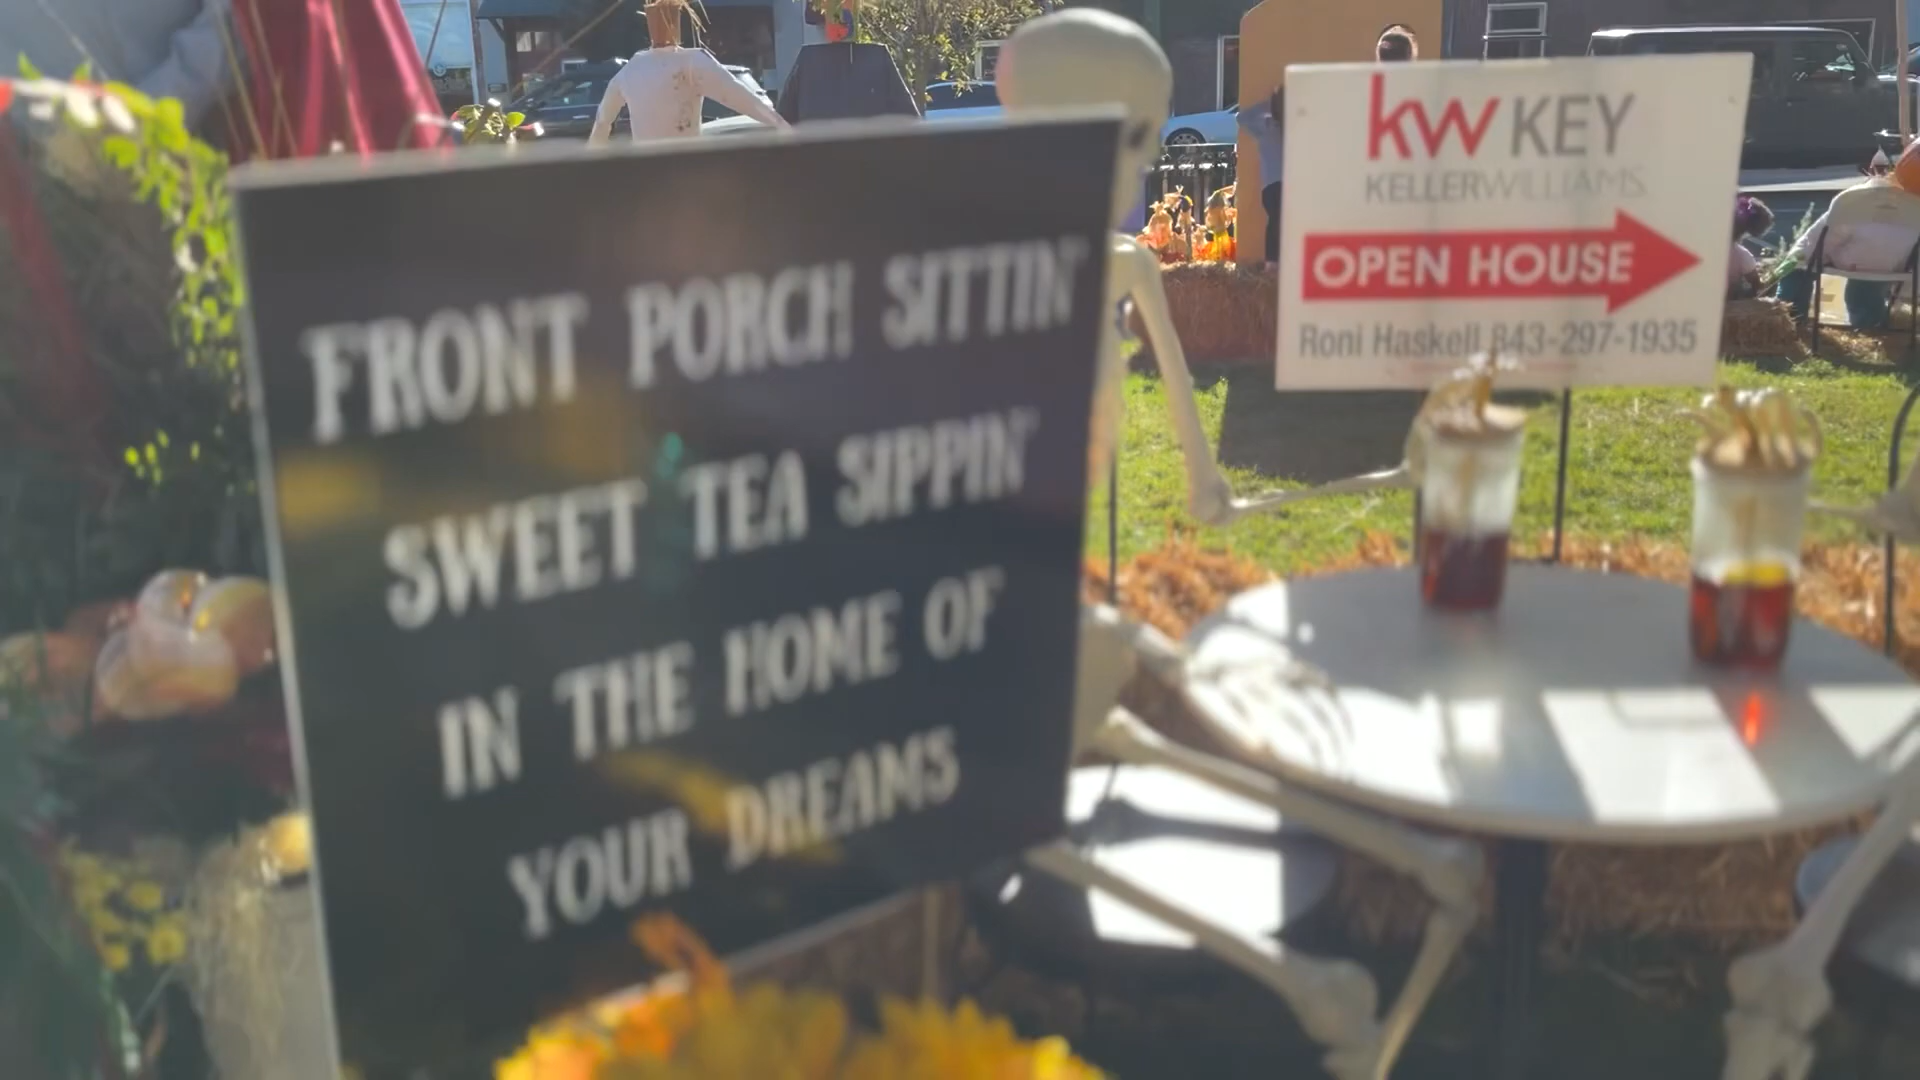 FRONT PORCH SITTIN'
SWEET TEA SIPPIN'
IN THE HOME OF
YOUR DREAMS
kw KEY
KELLERWILLIAMS
OPEN HOUSE
Roni Haskell 843-297-1935